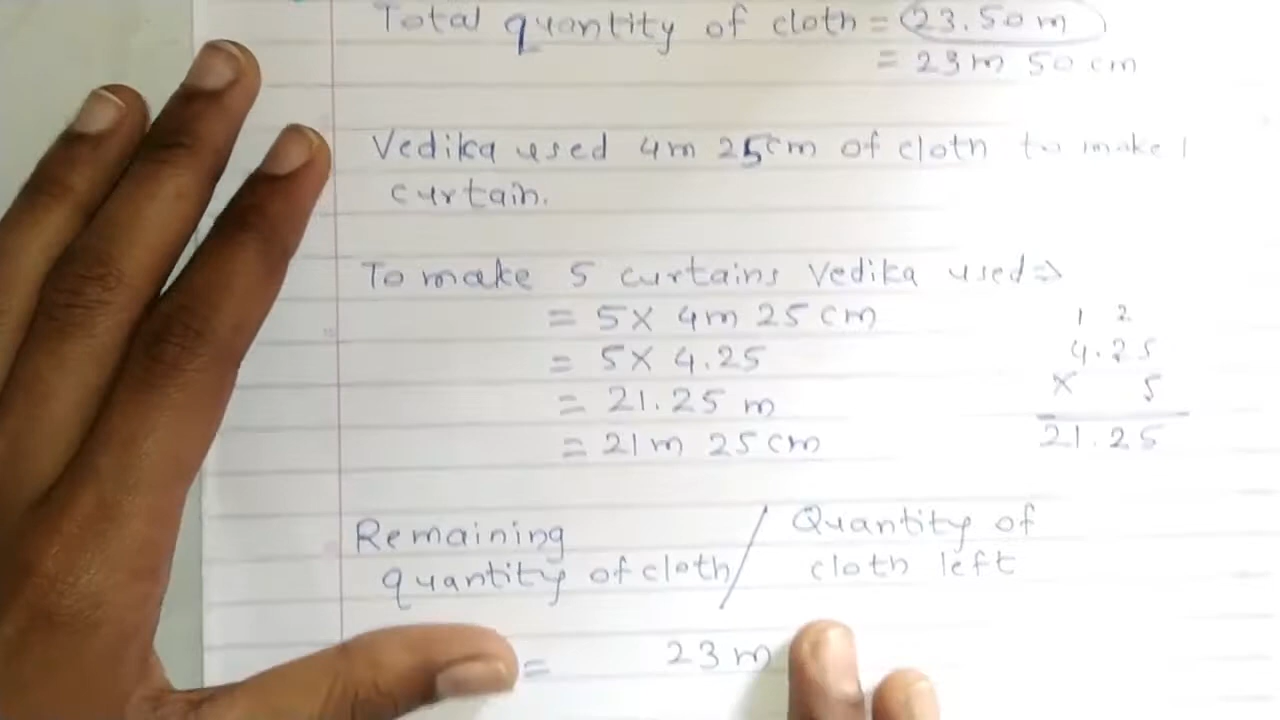 Total quantity of cloth = 23.50 m
= 23 m 50 cm
Vedika used 4m 25cm of cloth to make 1
curtain.
To make 5 curtains Vedika used ⇒
= 5 X 4m 25 cm
= 5 X 4.25
= 21.25 m
= 21 m 25 cm
1 2
4.25
X 5
21.25
Remaining
quantity of cloth /
Quantity of
cloth left
= 23 m